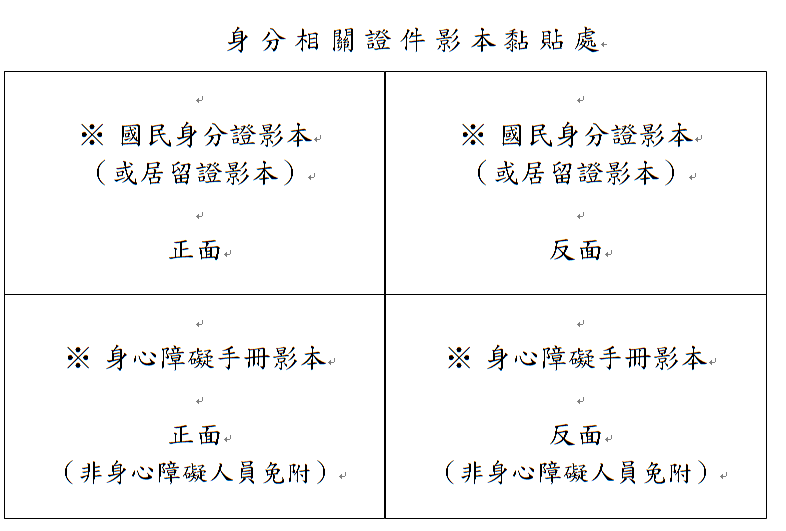 身分相關證件影本黏貼處
※ 國民身分證影本
（或居留證影本）
正面
※ 國民身分證影本
（或居留證影本）
反面
※ 身心障礙手冊影本
正面
（非身心障礙人員免附）
※ 身心障礙手冊影本
反面
（非身心障礙人員免附）